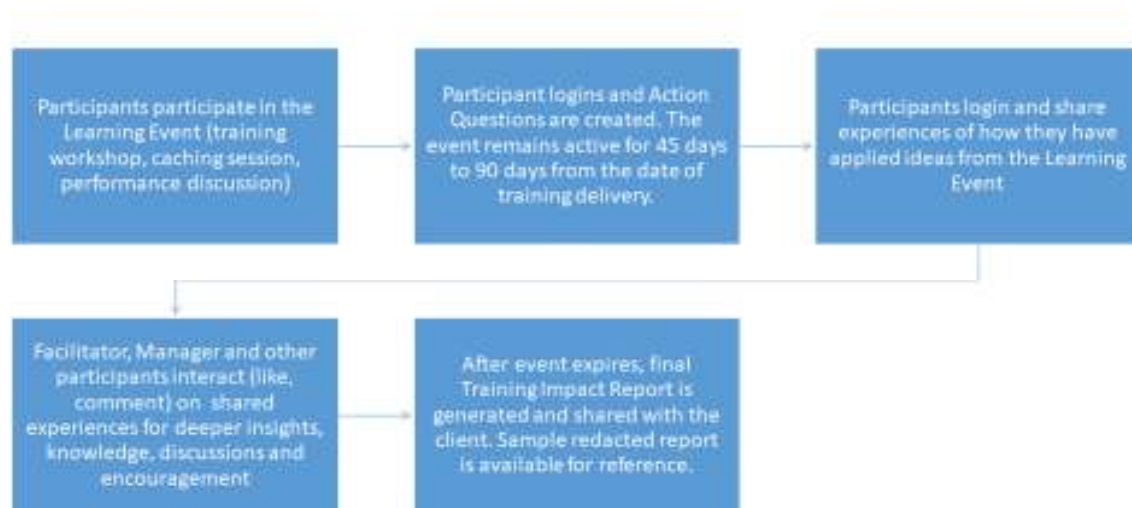 Participants participate in the
Learning Event (training
workshop, caching session,
performance discussion)
Participant logins and Action
Questions are created. The
event remains active for 45 days
to 90 days from the date of
training delivery.
Participants login and share
experiences of how they have
applied ideas from the Learning
Event
Facilitator, Manager and other
participants interact (like,
comment) on shared
experiences for deeper insights,
knowledge, discussions and
encouragement
After event expires, final
Training Impact Report is
generated and shared with the
client. Sample redacted report
is available for reference.